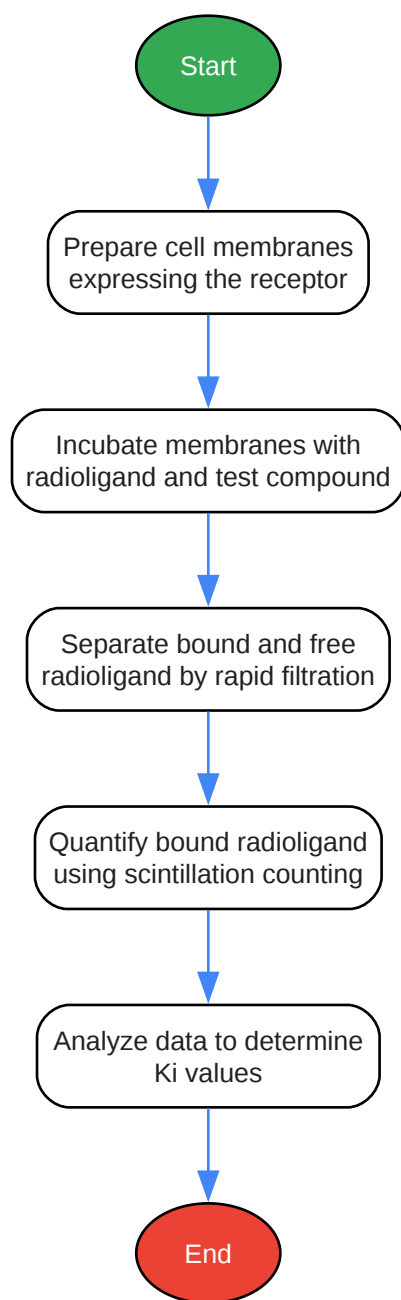 Start
Prepare cell membranes
expressing the receptor
Incubate membranes with
radioligand and test compound
Separate bound and free
radioligand by rapid filtration
Quantify bound radioligand
using scintillation counting
Analyze data to determine
Ki values
End